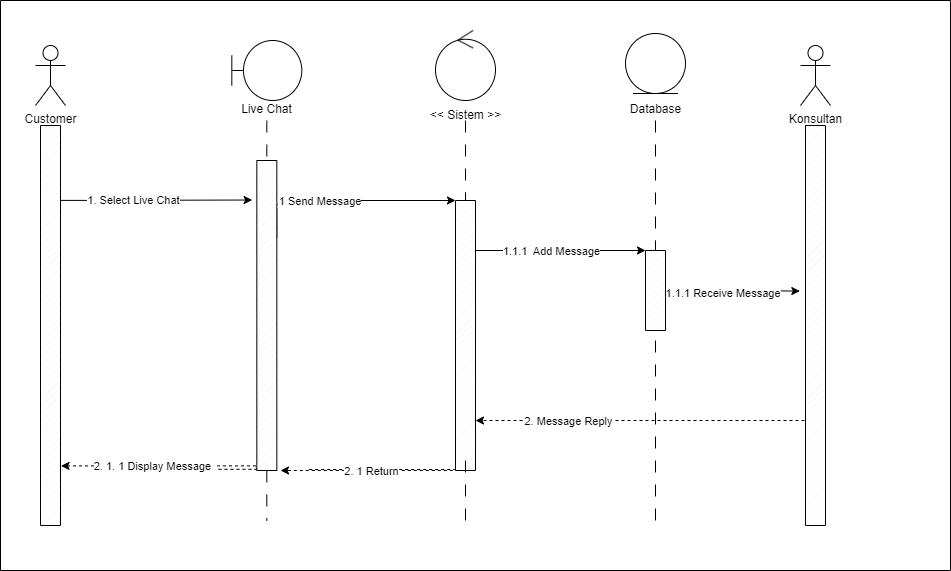 Customer
Live Chat
<< Sistem >>
Database
Konsultan
1. Select Live Chat
1 Send Message
1.1.1 Add Message
1.1.1 Receive Message
2. Message Reply
2. 1 Return
2. 1. 1 Display Message